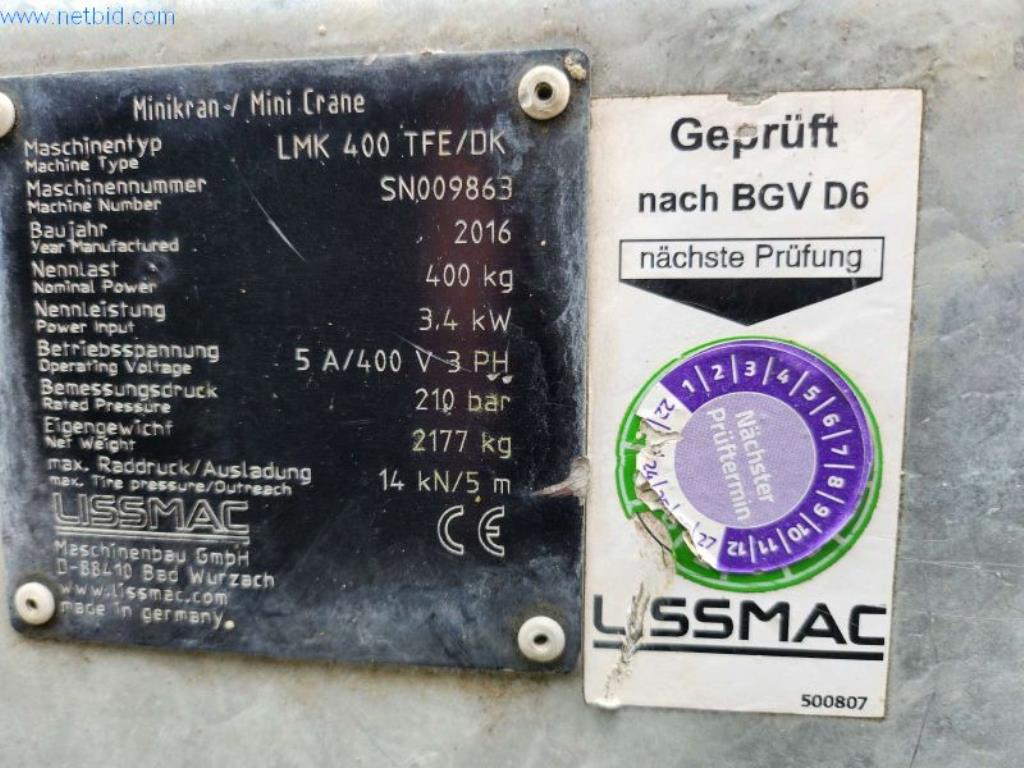 www.netbid.com
Minikran-/ Mini Crane
Maschinentyp LMK 400 TFE/DK
Machine Type
Maschinennummer SN009863
Machine Number
Baujahr 2016
Year Manufactured
Nennlast 400 kg
Nominal Power
Nennleistung 3.4 kW
Power Input
Betriebsspannung 5 A/400 V 3 PH
Operating Voltage
Bemessungsdruck 210 bar
Rated Pressure
Eigengewicht 2177 kg
Net Weight
max. Raddruck/Ausladung 14 kN/5 m
max. Tire pressure/Outreach
LISSMAC CE
Maschinenbau GmbH
D-88410 Bad Wurzach
www.lissmac.com
made in germany
Geprüft
nach BGV D6
nächste Prüfung
1 2 3 4 5 6 7 8 9 10 11 12
22 24 27
Nächster
Prüftermin
LISSMAC
500807